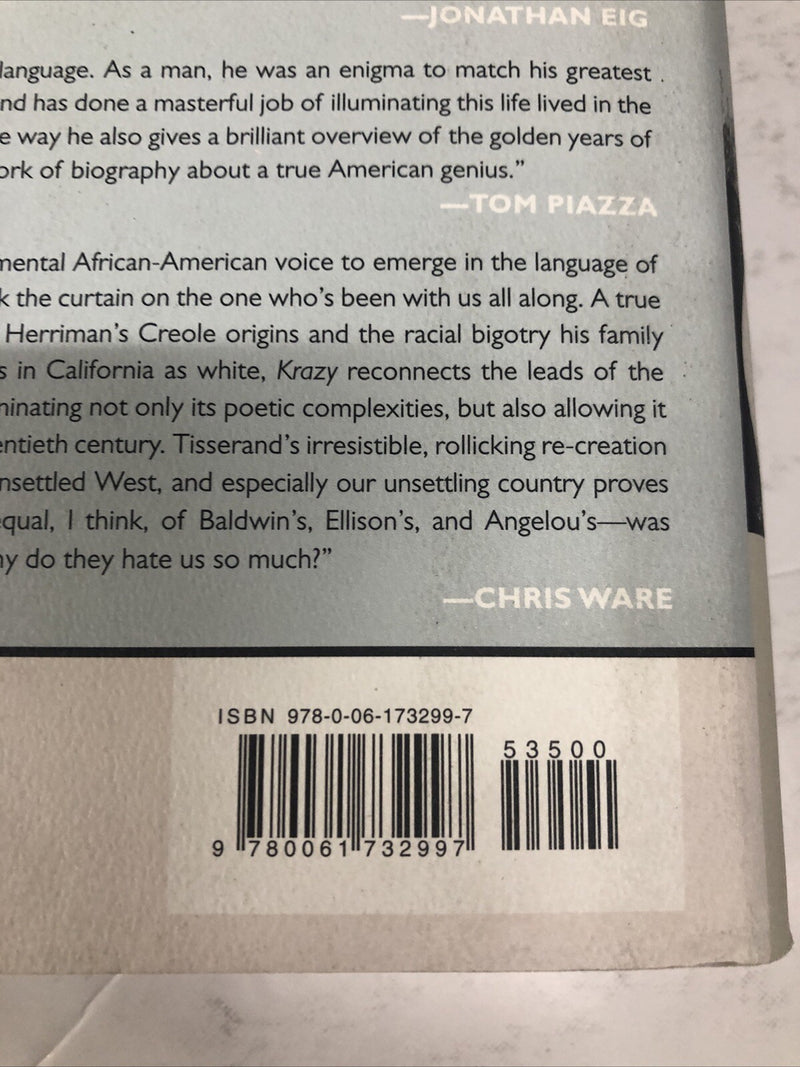 —JONATHAN EIG
language. As a man, he was an enigma to match his greatest
nd has done a masterful job of illuminating this life lived in the
e way he also gives a brilliant overview of the golden years of
ork of biography about a true American genius.”
—TOM PIAZZA
mental African-American voice to emerge in the language of
k the curtain on the one who’s been with us all along. A true
Herriman’s Creole origins and the racial bigotry his family
s in California as white, Krazy reconnects the leads of the
minating not only its poetic complexities, but also allowing it
entieth century. Tisserand’s irresistible, rollicking re-creation
nsettled West, and especially our unsettling country proves
equal, I think, of Baldwin’s, Ellison’s, and Angelou’s—was
hy do they hate us so much?”
—CHRIS WARE
ISBN 978-0-06-173299-7
53500
9 780061 732997